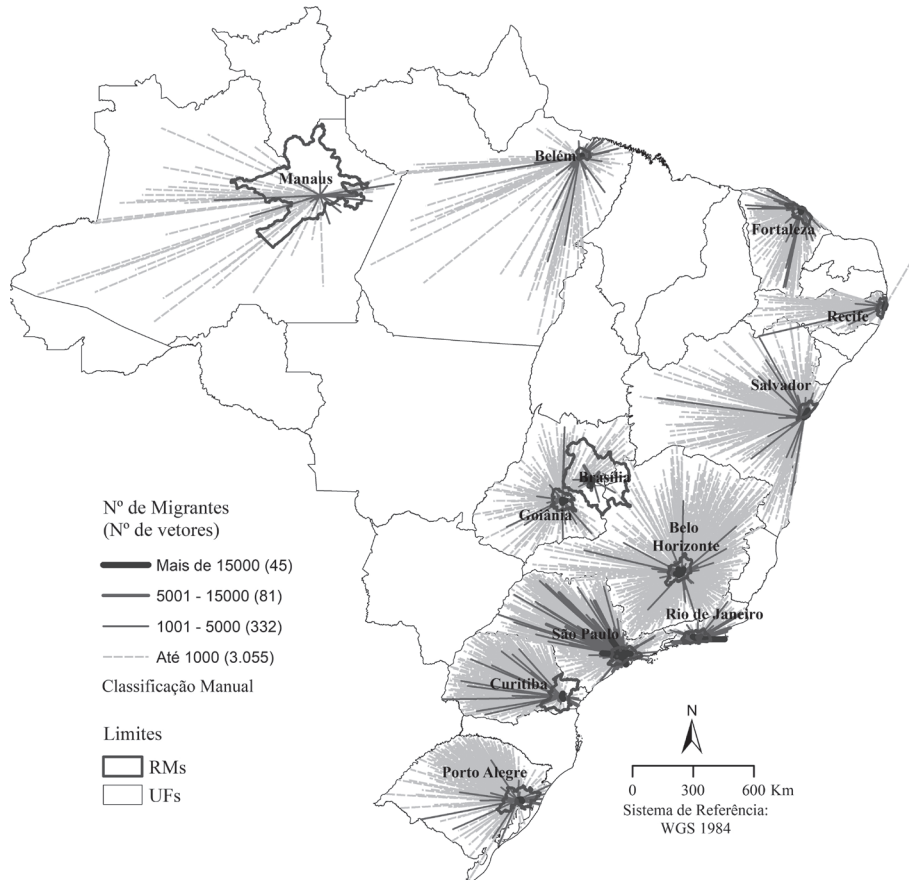 Manaus
Belém
Fortaleza
Recife
Salvador
Brasília
Goiânia
Belo
Horizonte
Rio de Janeiro
São Paulo
Curitiba
Porto Alegre
Nº de Migrantes
(Nº de vetores)
Mais de 15000 (45)
5001 - 15000 (81)
1001 - 5000 (332)
Até 1000 (3.055)
Classificação Manual
Limites
RMs
UFs
N
0 300 600 Km
Sistema de Referência:
WGS 1984